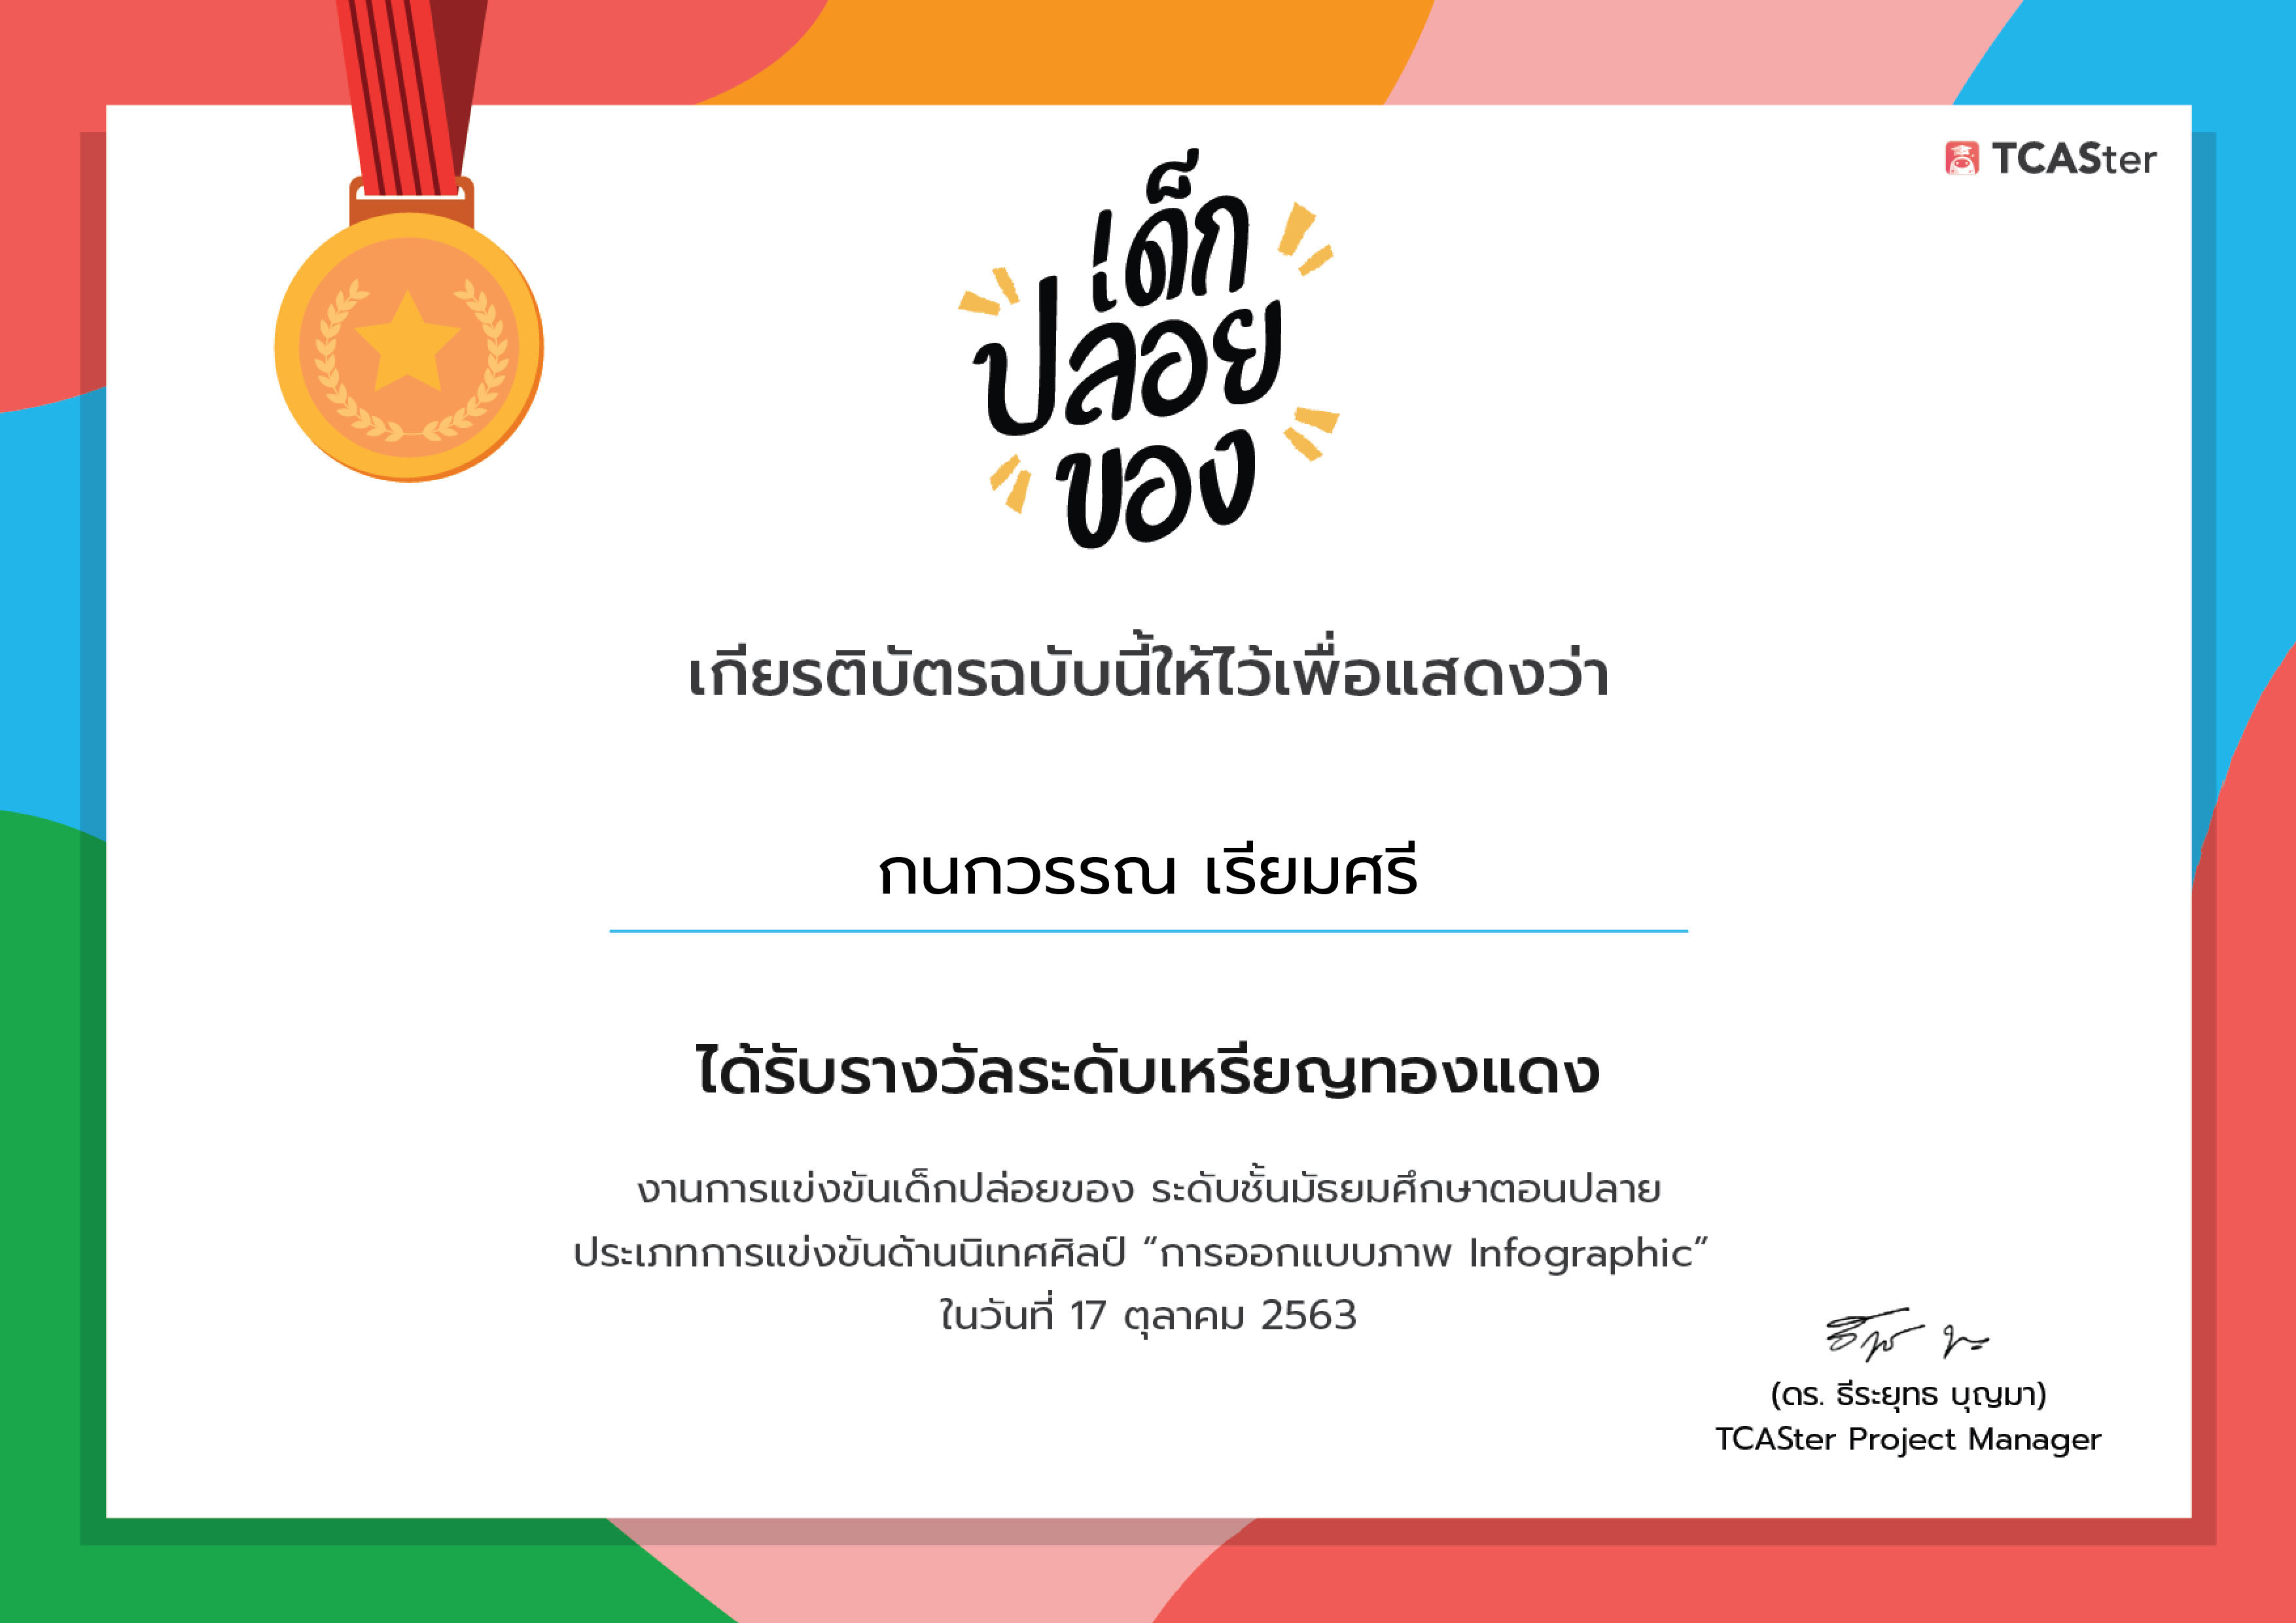 TCASter
เด็ก
ปล่อย
ของ
เกียรติบัตรฉบับนี้ให้ไว้เพื่อแสดงว่า
กนกวรรณ เรียมศรี
ได้รับรางวัลระดับเหรียญทองแดง
งานการแข่งขันเด็กปล่อยของ ระดับชั้นมัธยมศึกษาตอนปลาย
ประเภทการแข่งขันด้านนิเทศศิลป์ “การออกแบบภาพ Infographic”
ในวันที่ 17 ตุลาคม 2563
(ดร. ธีระยุทธ บุญมา)
TCASter Project Manager